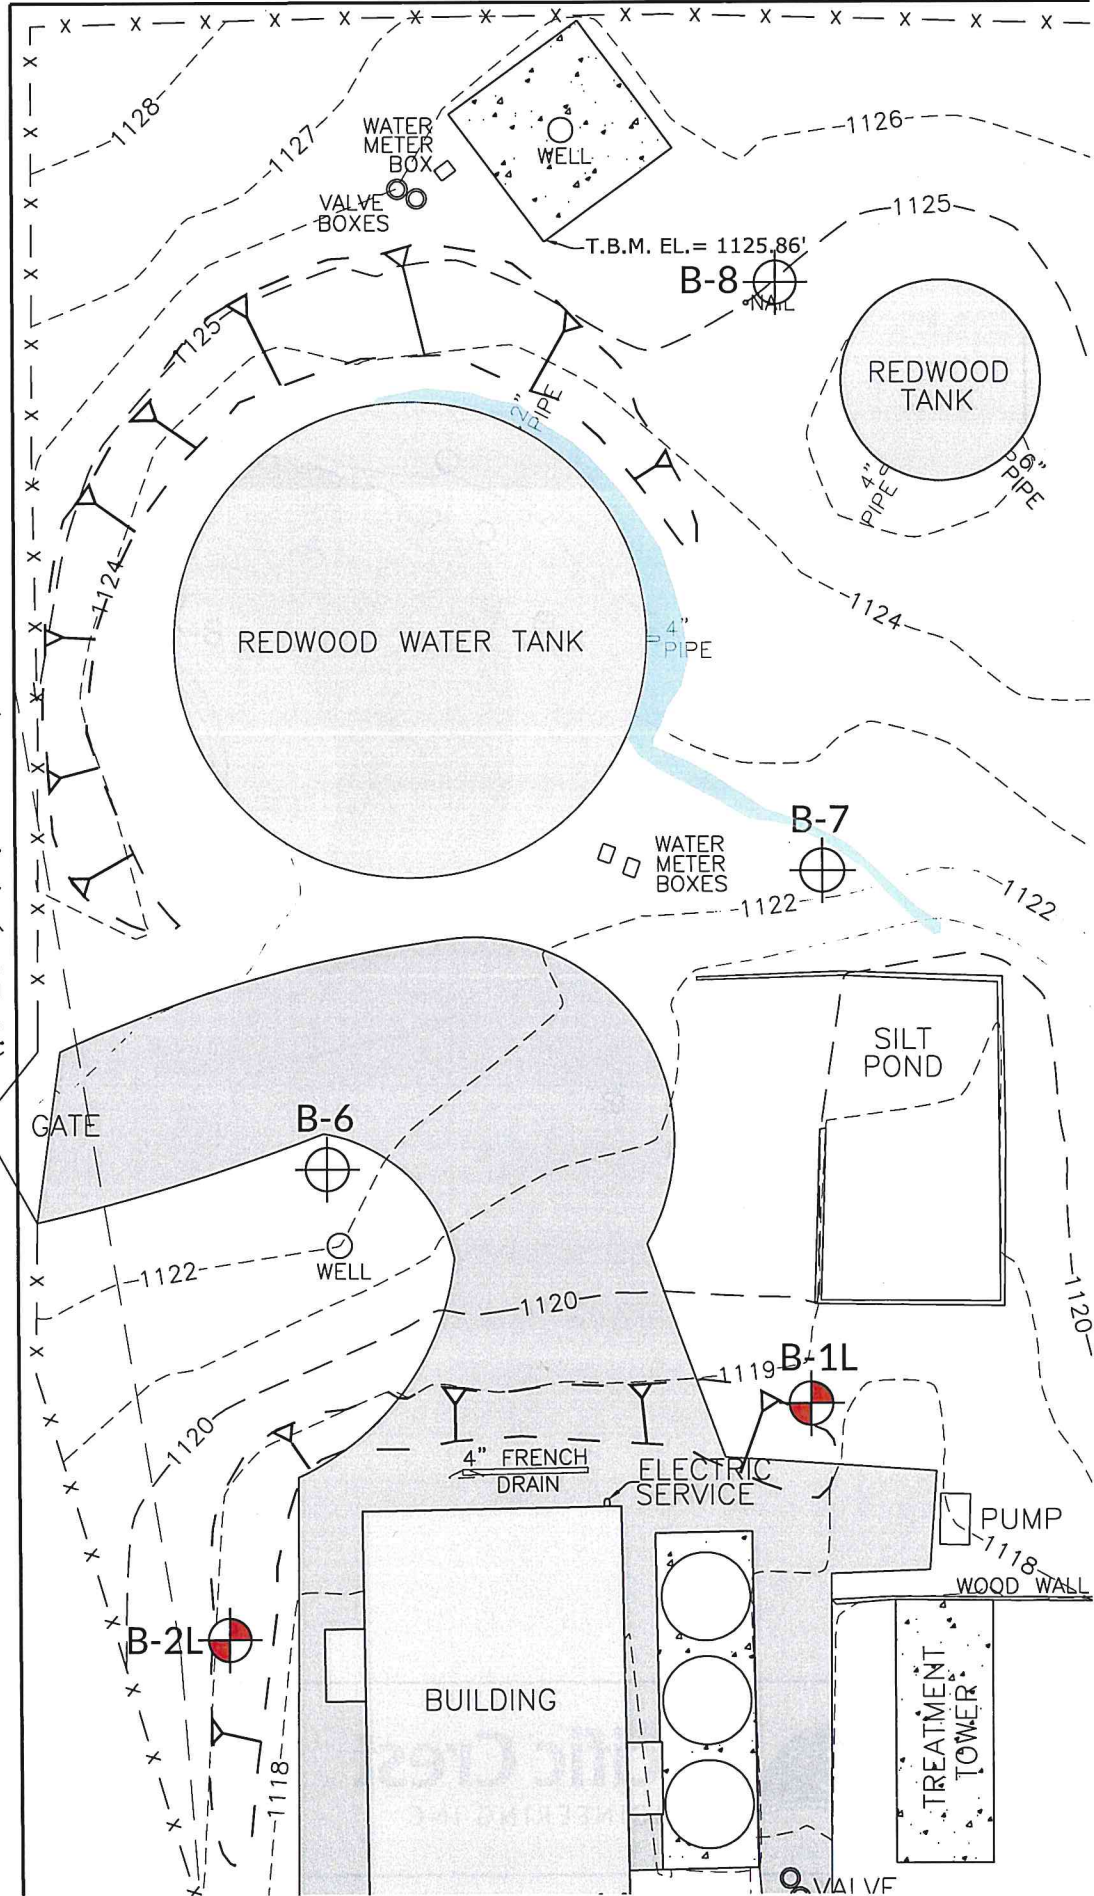 1128
1127
WATER
METER
BOX
VALVE
BOXES
WELL
1126
1125
T.B.M. EL.= 1125.86'
B-8
NAIL
1125
REDWOOD
TANK
2"
PIPE
4"
PIPE
6"
PIPE
1124
REDWOOD WATER TANK
4"
PIPE
1124
B-7
WATER
METER
BOXES
1122
1122
SILT
POND
GATE
B-6
WELL
1122
1120
1120
1119
B-1L
1120
4" FRENCH
DRAIN
ELECTRIC
SERVICE
PUMP
1118
WOOD WALL
B-2L
BUILDING
TREATMENT
TOWER
1118
VALVE